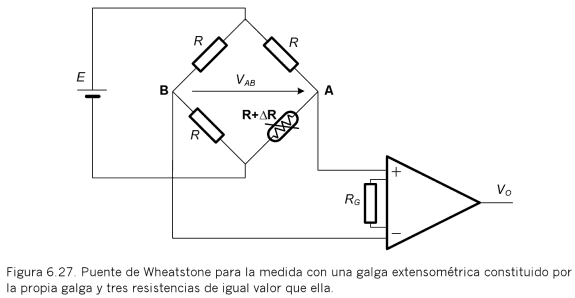 R
R
E
V_AB
B
A
R+ΔR
R
+
R_G
V_O
−
Figura 6.27. Puente de Wheatstone para la medida con una galga extensométrica constituido por
la propia galga y tres resistencias de igual valor que ella.